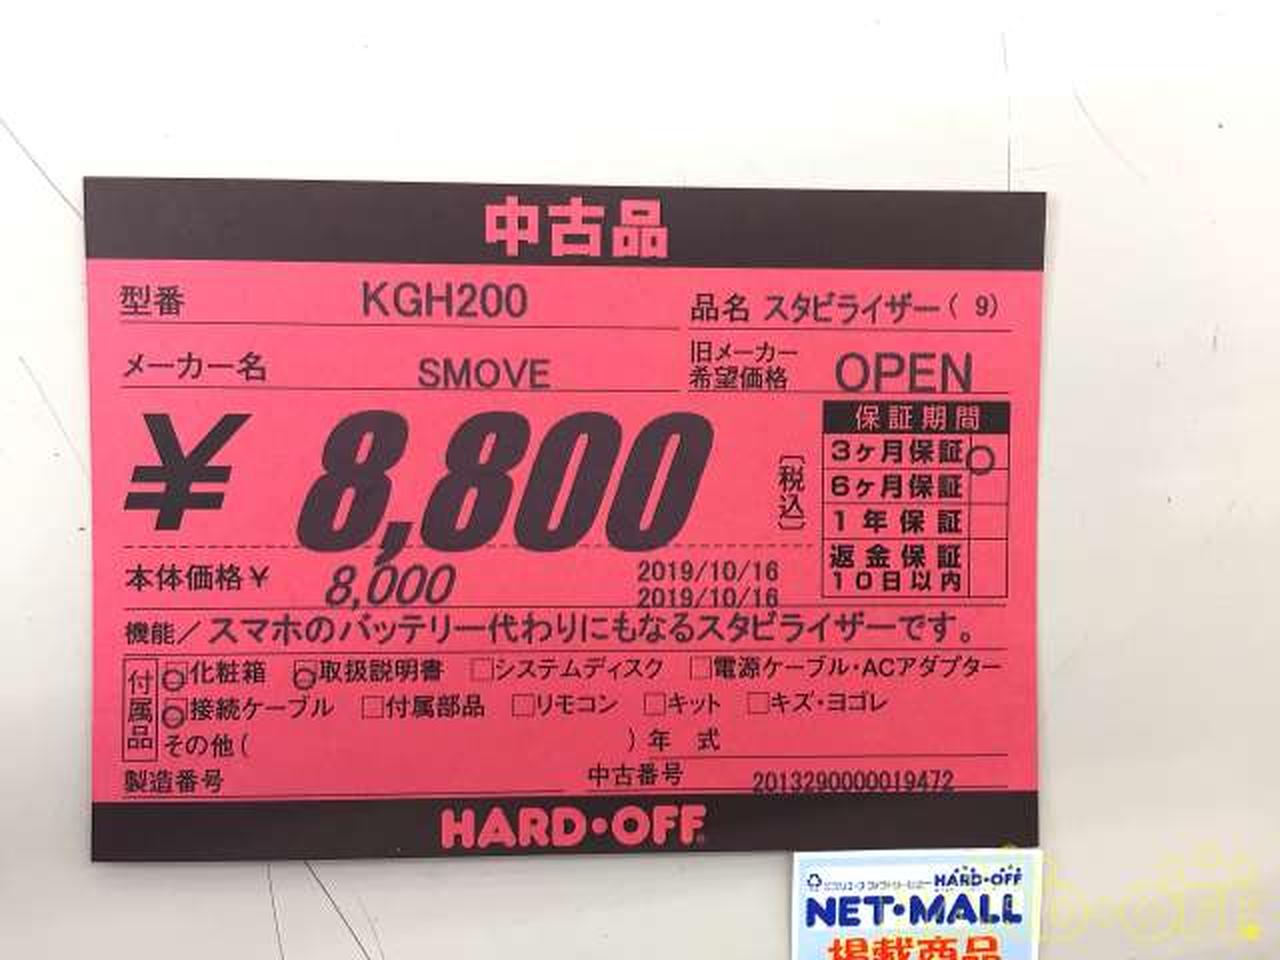 中古品
型番 KGH200 品名 スタビライザー( 9)
メーカー名 SMOVE 旧メーカー希望価格 OPEN
¥ 8,800 〔税込〕
保証期間
3ヶ月保証 ○
6ヶ月保証
1年保証
返金保証
10日以内
本体価格¥ 8,000
2019/10/16
2019/10/16
機能/スマホのバッテリー代わりにもなるスタビライザーです。
付属品
○化粧箱 ○取扱説明書 □システムディスク □電源ケーブル・ACアダプター
○接続ケーブル □付属部品 □リモコン □キット □キズ・ヨゴレ
その他( )年 式
製造番号 中古番号 2013290000019472
HARD・OFF
HARD・OFF
NET・MALL
掲載商品